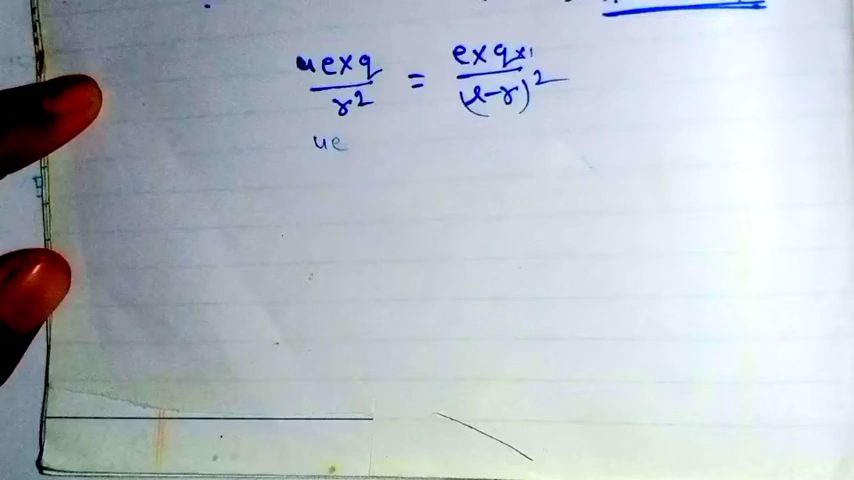 4e×q / r² = e×q×1 / (x-r)²
4e